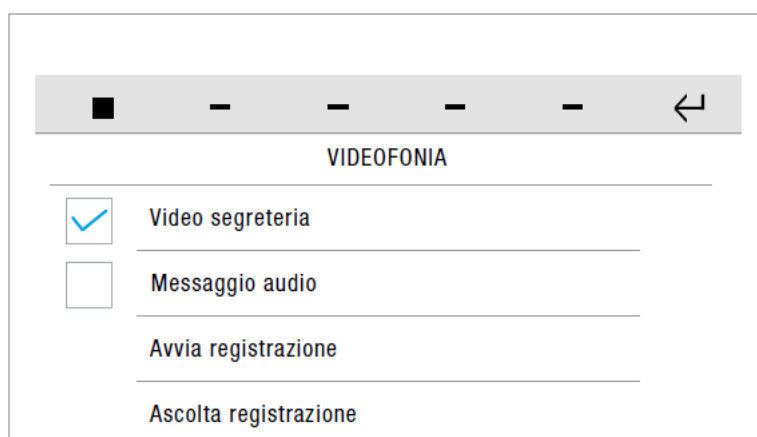 VIDEOFONIA
Video segreteria
Messaggio audio
Avvia registrazione
Ascolta registrazione